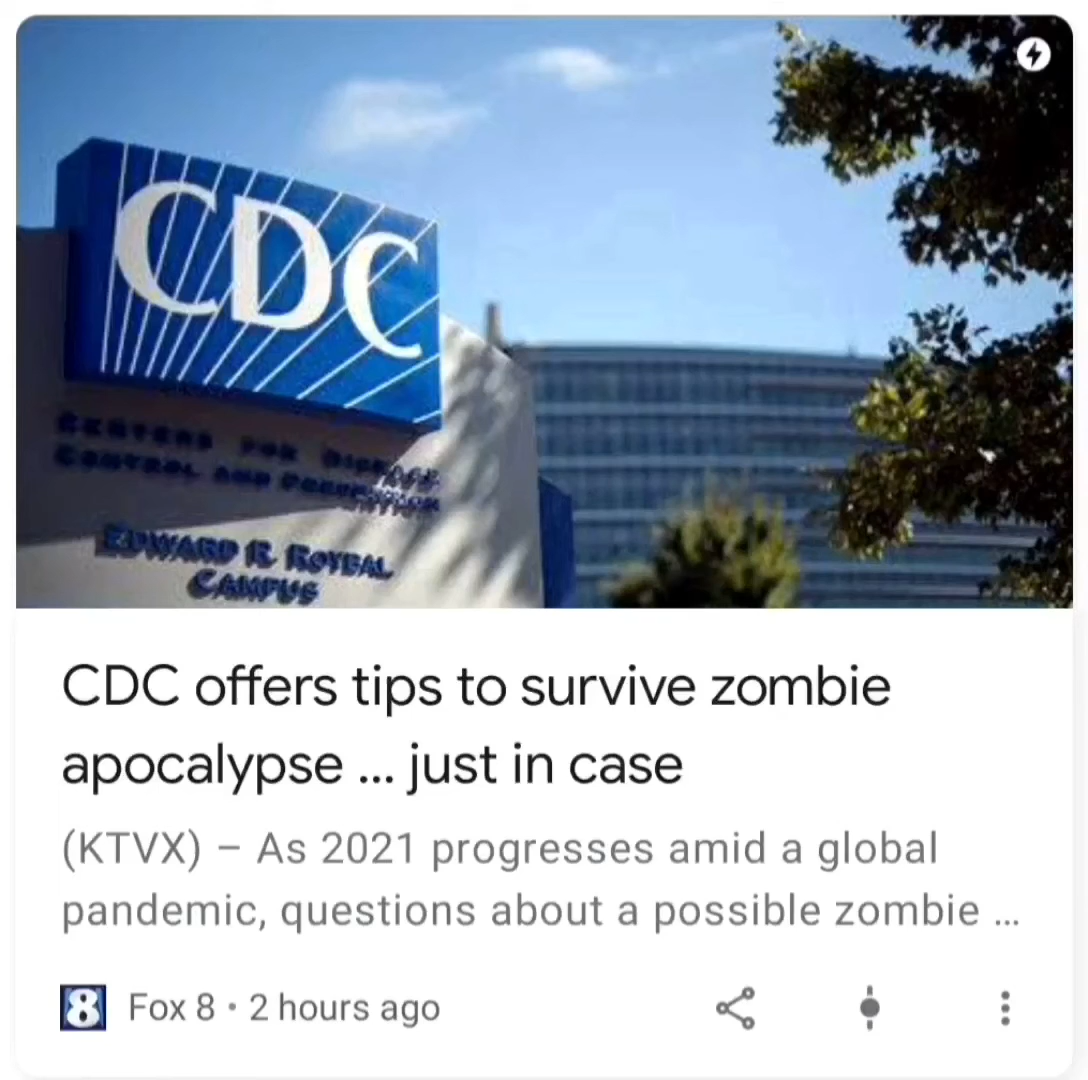 CDC
CENTERS FOR DISEASE
CONTROL AND PREVENTION
EDWARD R. ROYBAL
CAMPUS
CDC offers tips to survive zombie
apocalypse ... just in case
(KTVX) – As 2021 progresses amid a global
pandemic, questions about a possible zombie ...
8 Fox 8 • 2 hours ago